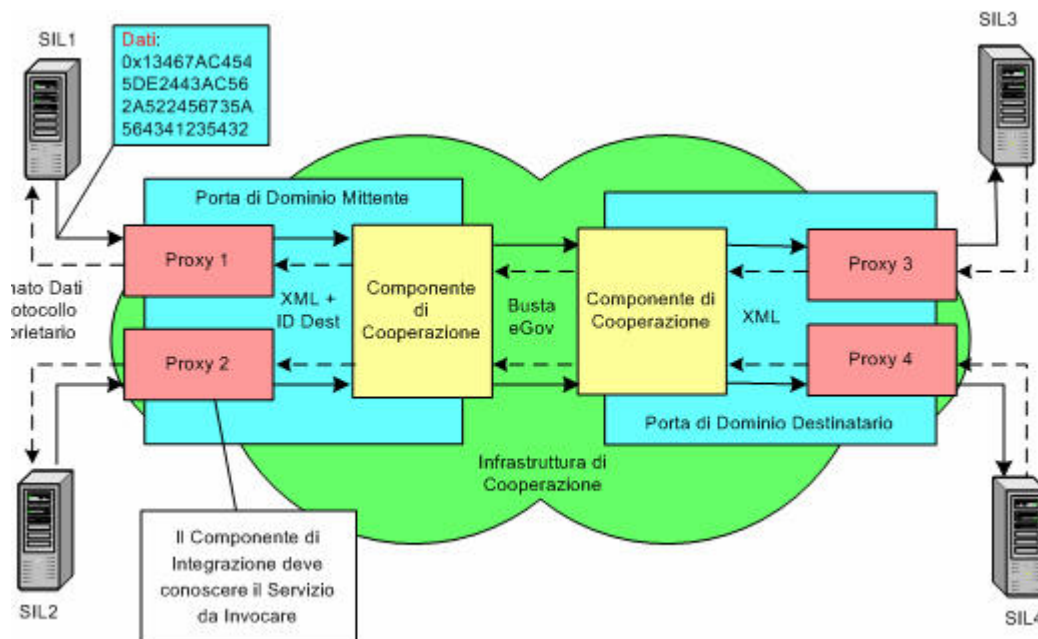 SIL1
Dati:
0x13467AC454
5DE2443AC56
2A522456735A
564341235432
SIL3
Porta di Dominio Mittente
Proxy 1
Componente
di
Cooperazione
XML +
ID Dest
Busta
eGov
Componente di
Cooperazione
XML
Proxy 3
Dati
Proxy 2
Proxy 4
Porta di Dominio Destinatario
Infrastruttura di
Cooperazione
Il Componente di
Integrazione deve
conoscere il Servizio
da Invocare
SIL2
SIL4